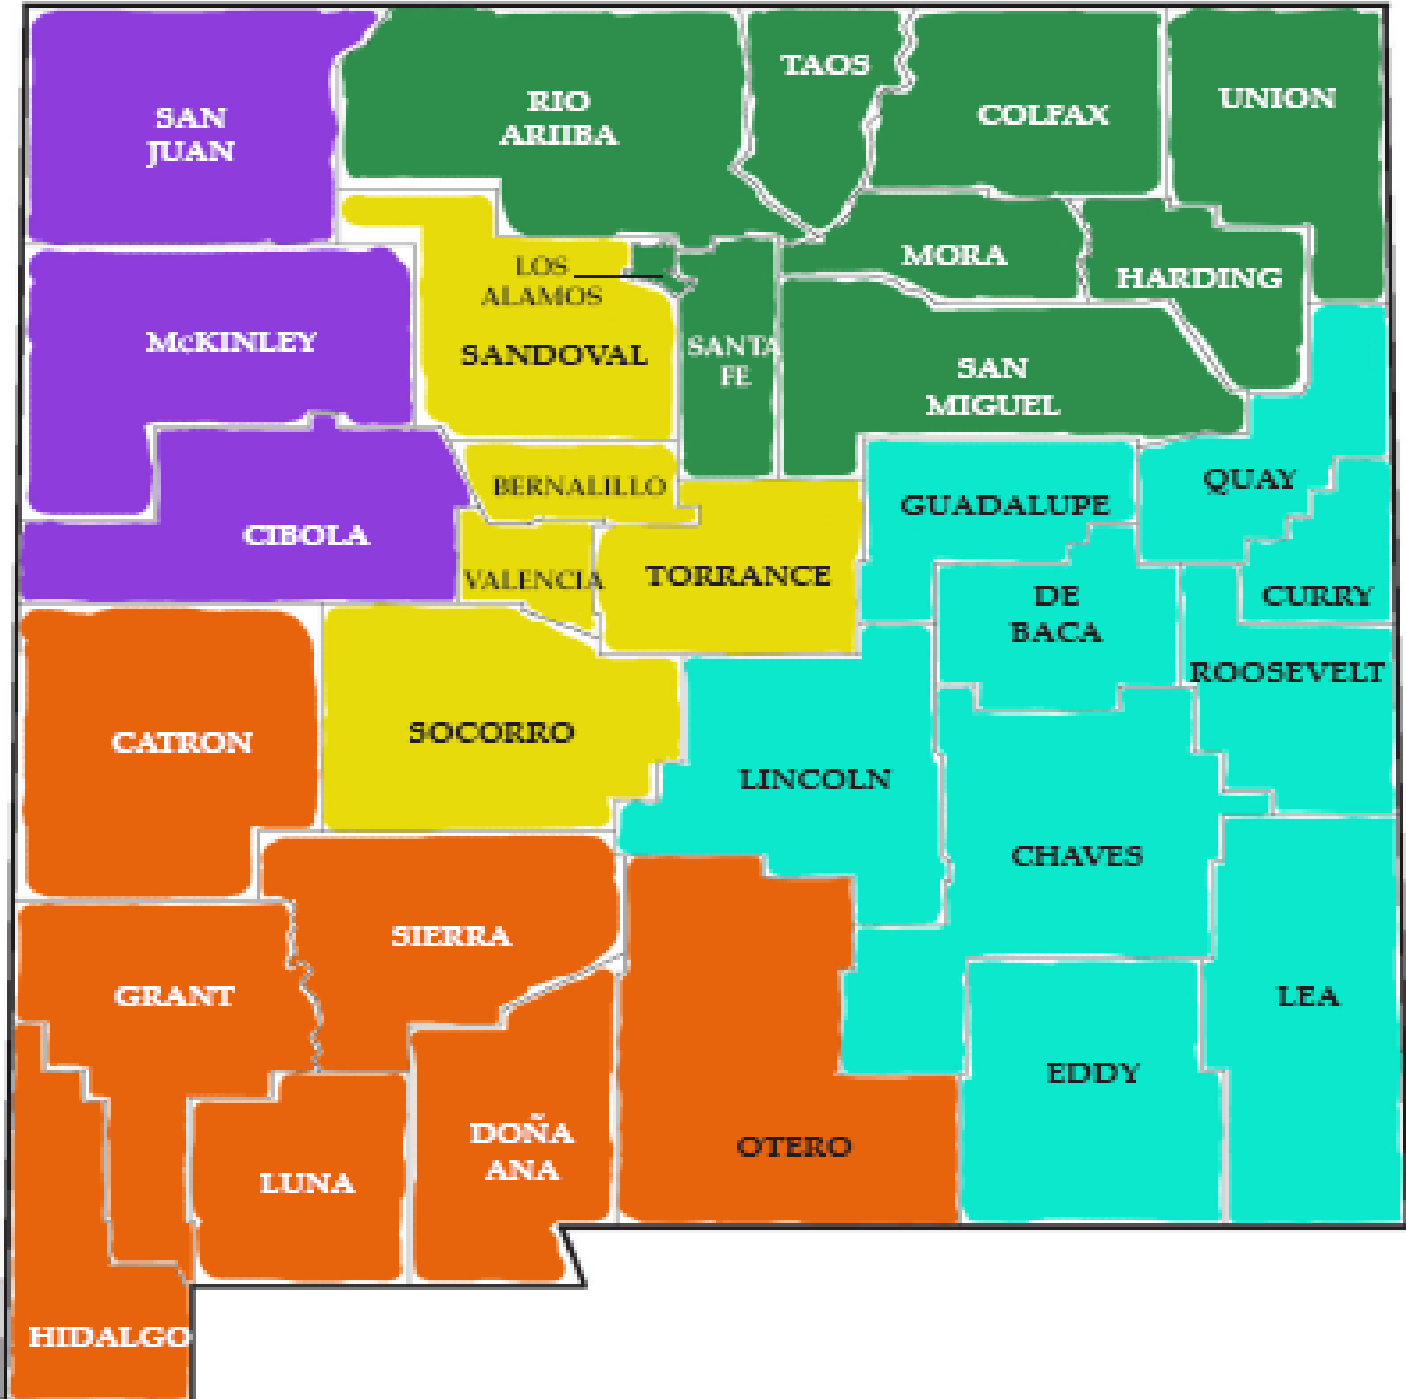 TAOS
UNION
RIO
ARIIBA
COLFAX
SAN
JUAN
MORA
HARDING
LOS
ALAMOS
McKINLEY
SANDOVAL
SANTA
FE
SAN
MIGUEL
QUAY
BERNALILLO
GUADALUPE
CIBOLA
VALENCIA
TORRANCE
DE
BACA
CURRY
ROOSEVELT
CATRON
SOCORRO
LINCOLN
CHAVES
SIERRA
GRANT
LEA
EDDY
DOÑA
ANA
OTERO
LUNA
HIDALGO